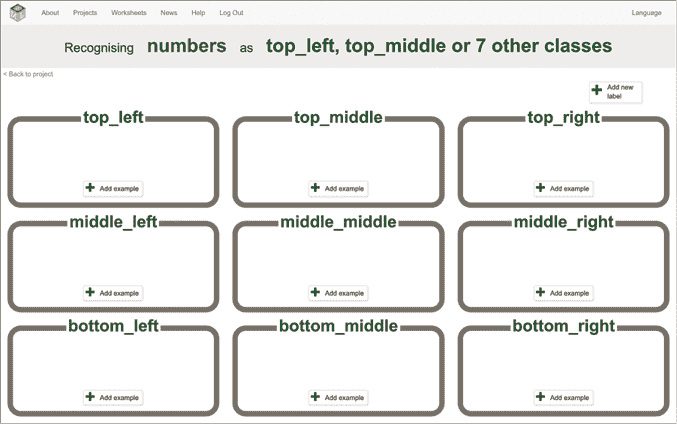 About Projects Worksheets News Help Log Out Language
Recognising numbers as top_left, top_middle or 7 other classes
< Back to project
Add new
label
top_left top_middle top_right
Add example Add example Add example
middle_left middle_middle middle_right
Add example Add example Add example
bottom_left bottom_middle bottom_right
Add example Add example Add example